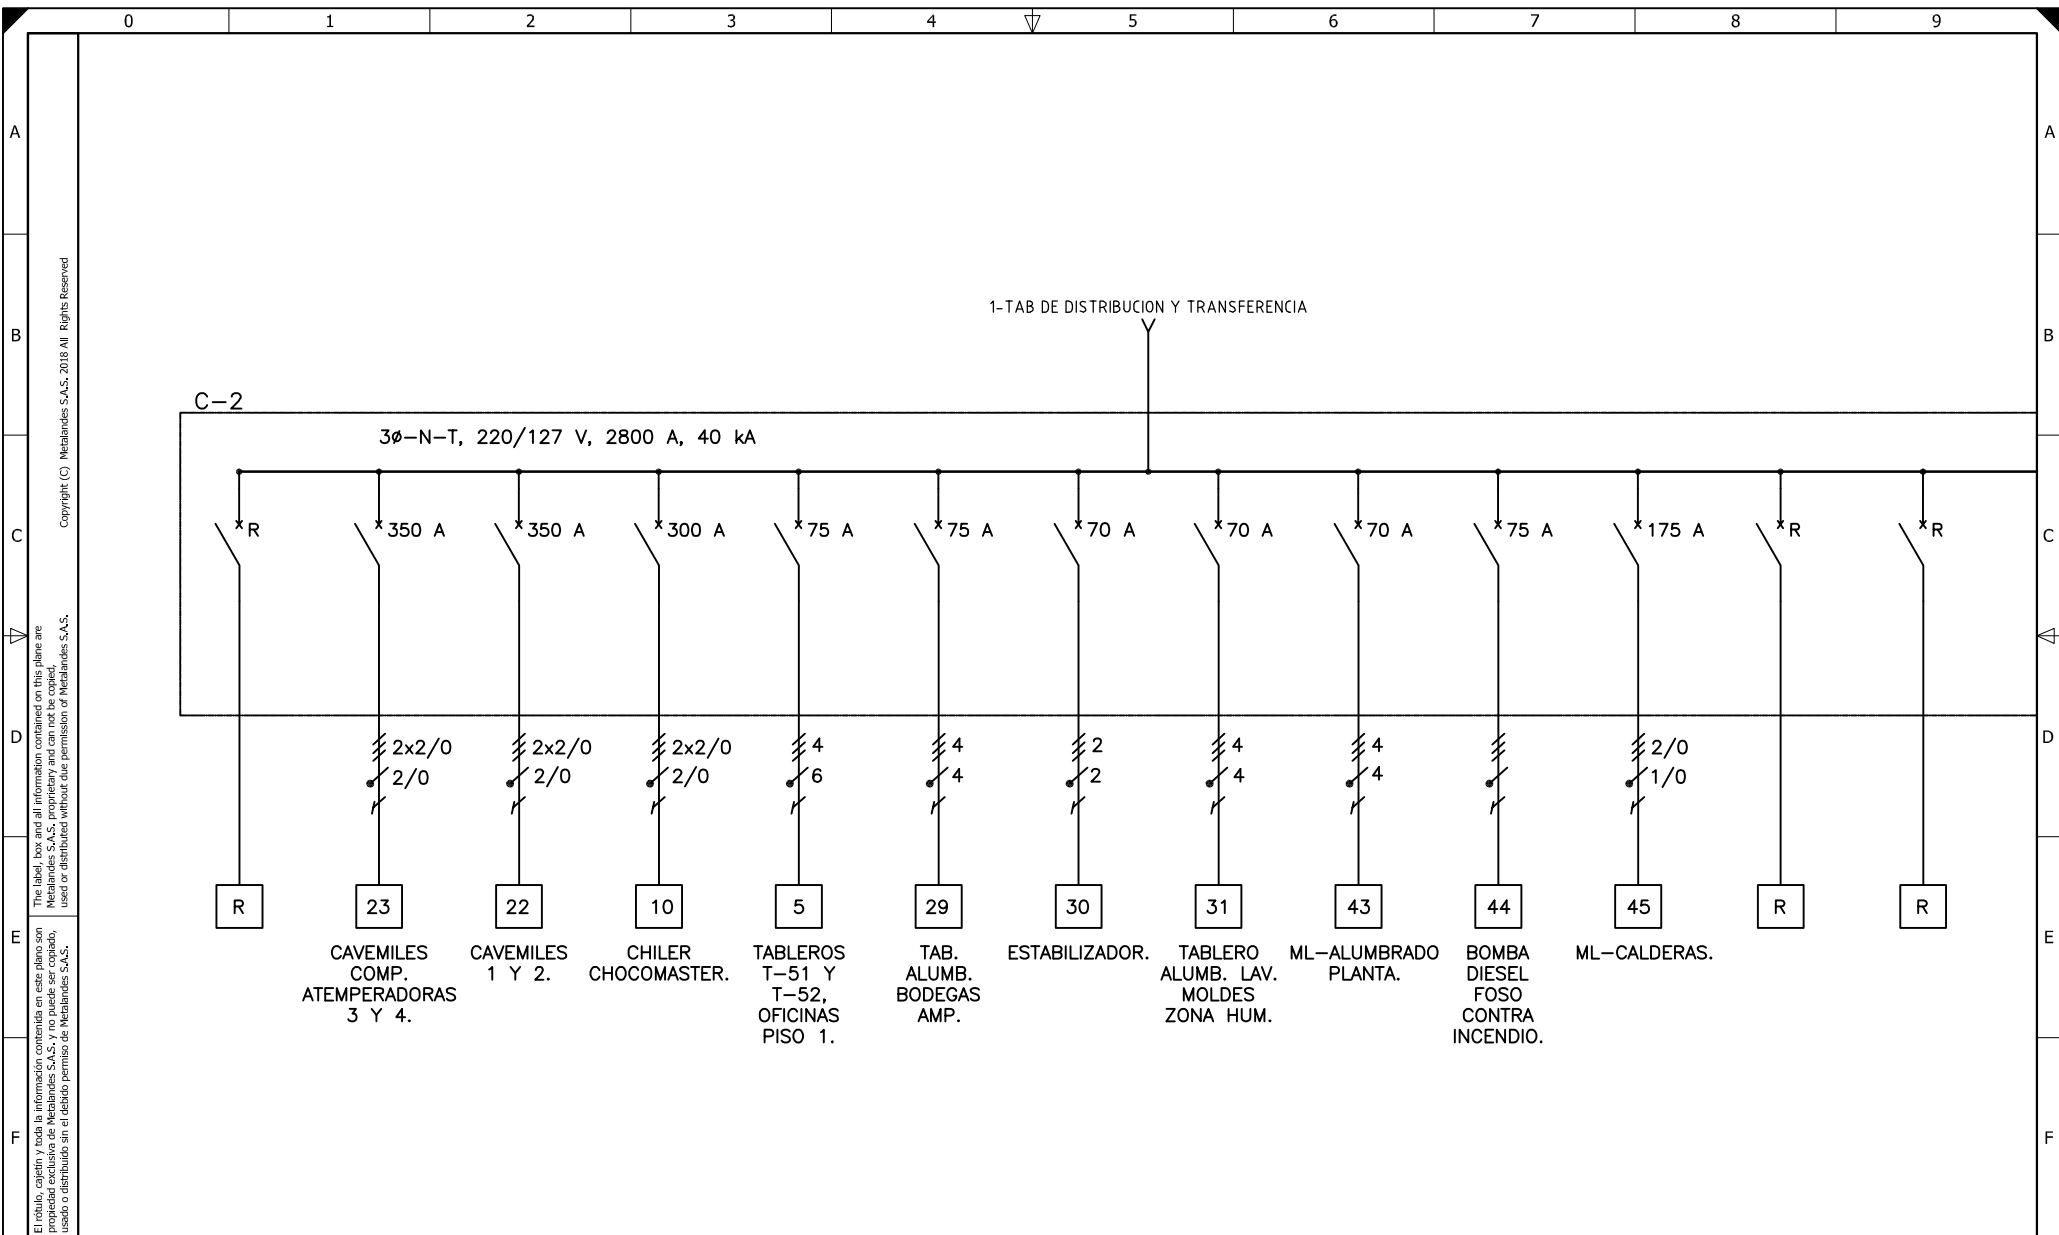 0 1 2 3 4 5 6 7 8 9
A A
1-TAB DE DISTRIBUCION Y TRANSFERENCIA
B B
C-2
3ø-N-T, 220/127 V, 2800 A, 40 kA
R 350 A 350 A 300 A 75 A 75 A 70 A 70 A 70 A 75 A 175 A R R
C C
D D
2x2/0 2x2/0 2x2/0 4 4 2 4 4 2/0
2/0 2/0 2/0 6 4 2 4 4 1/0
R 23 22 10 5 29 30 31 43 44 45 R R
E E
CAVEMILES
COMP.
ATEMPERADORAS
3 Y 4.
CAVEMILES
1 Y 2.
CHILER
CHOCOMASTER.
TABLEROS
T-51 Y
T-52,
OFICINAS
PISO 1.
TAB.
ALUMB.
BODEGAS
AMP.
ESTABILIZADOR.
TABLERO
ALUMB. LAV.
MOLDES
ZONA HUM.
ML-ALUMBRADO
PLANTA.
BOMBA
DIESEL
FOSO
CONTRA
INCENDIO.
ML-CALDERAS.
F F
The label, box and all information contained on this plane are
Metalandes S.A.S. proprietary and can not be copied,
used or distributed without due permission of Metalandes S.A.S.
Copyright (C) Metalandes S.A.S. 2018 All Rights Reserved
El rótulo, cajetín y toda la información contenida en este plano son
propiedad exclusiva de Metalandes S.A.S. y no puede ser copiado,
usado o distribuido sin el debido permiso de Metalandes S.A.S.